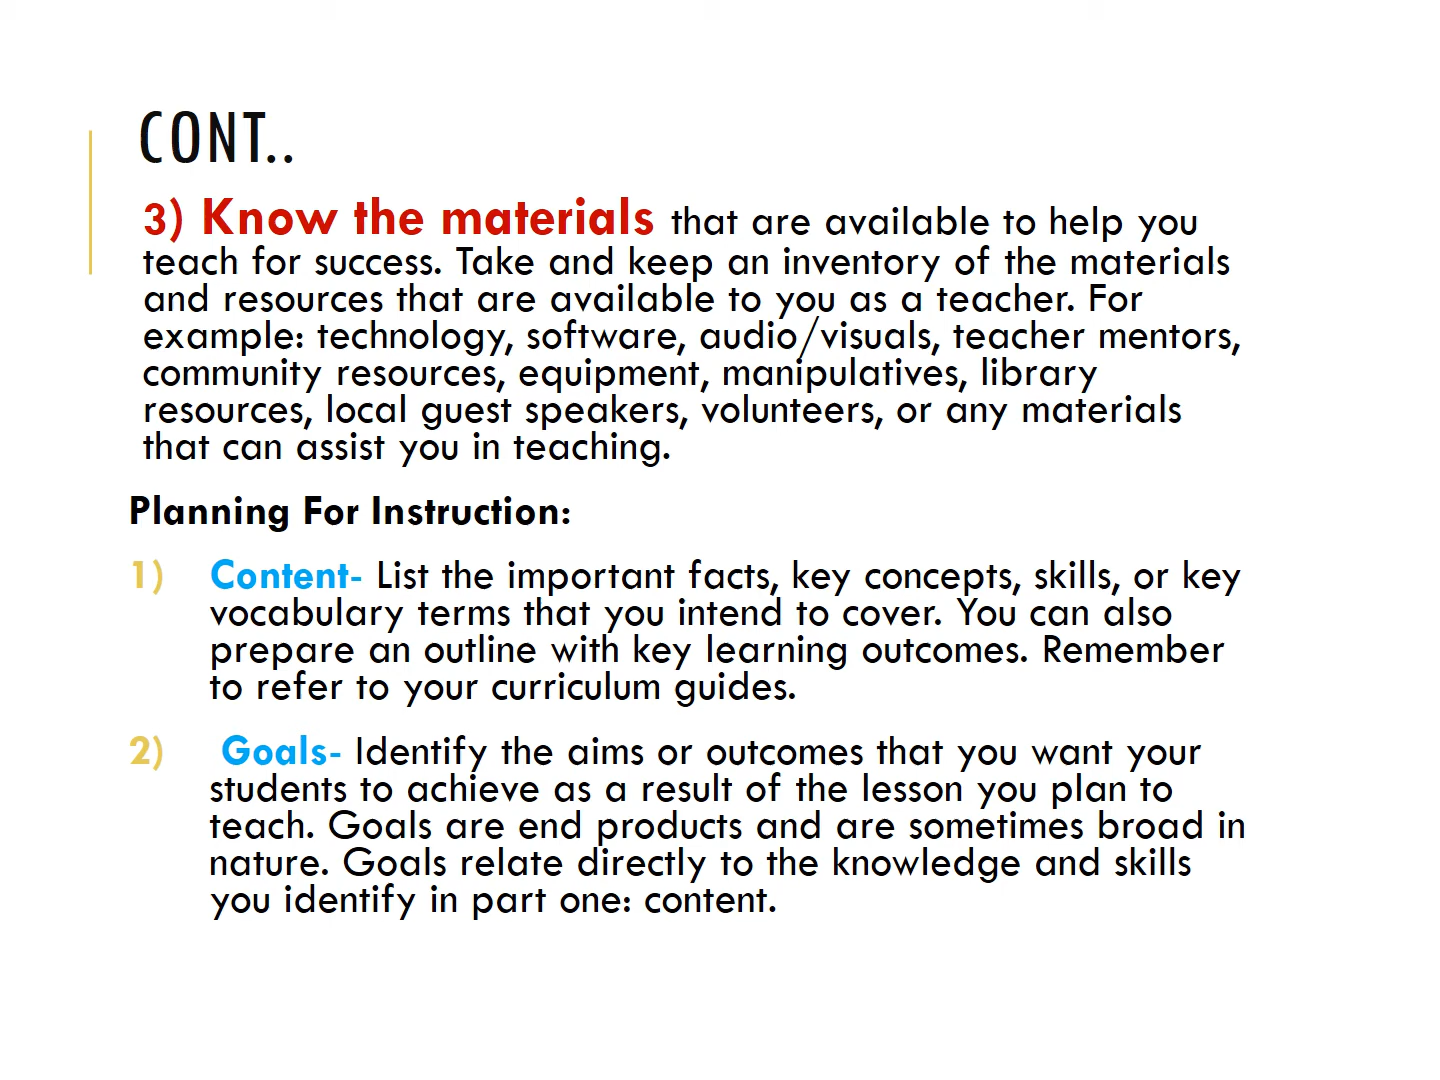 CONT..
3) Know the materials that are available to help you
teach for success. Take and keep an inventory of the materials
and resources that are available to you as a teacher. For
example: technology, software, audio/visuals, teacher mentors,
community resources, equipment, manipulatives, library
resources, local guest speakers, volunteers, or any materials
that can assist you in teaching.
Planning For Instruction:
1) Content- List the important facts, key concepts, skills, or key
vocabulary terms that you intend to cover. You can also
prepare an outline with key learning outcomes. Remember
to refer to your curriculum guides.
2) Goals- Identify the aims or outcomes that you want your
students to achieve as a result of the lesson you plan to
teach. Goals are end products and are sometimes broad in
nature. Goals relate directly to the knowledge and skills
you identify in part one: content.